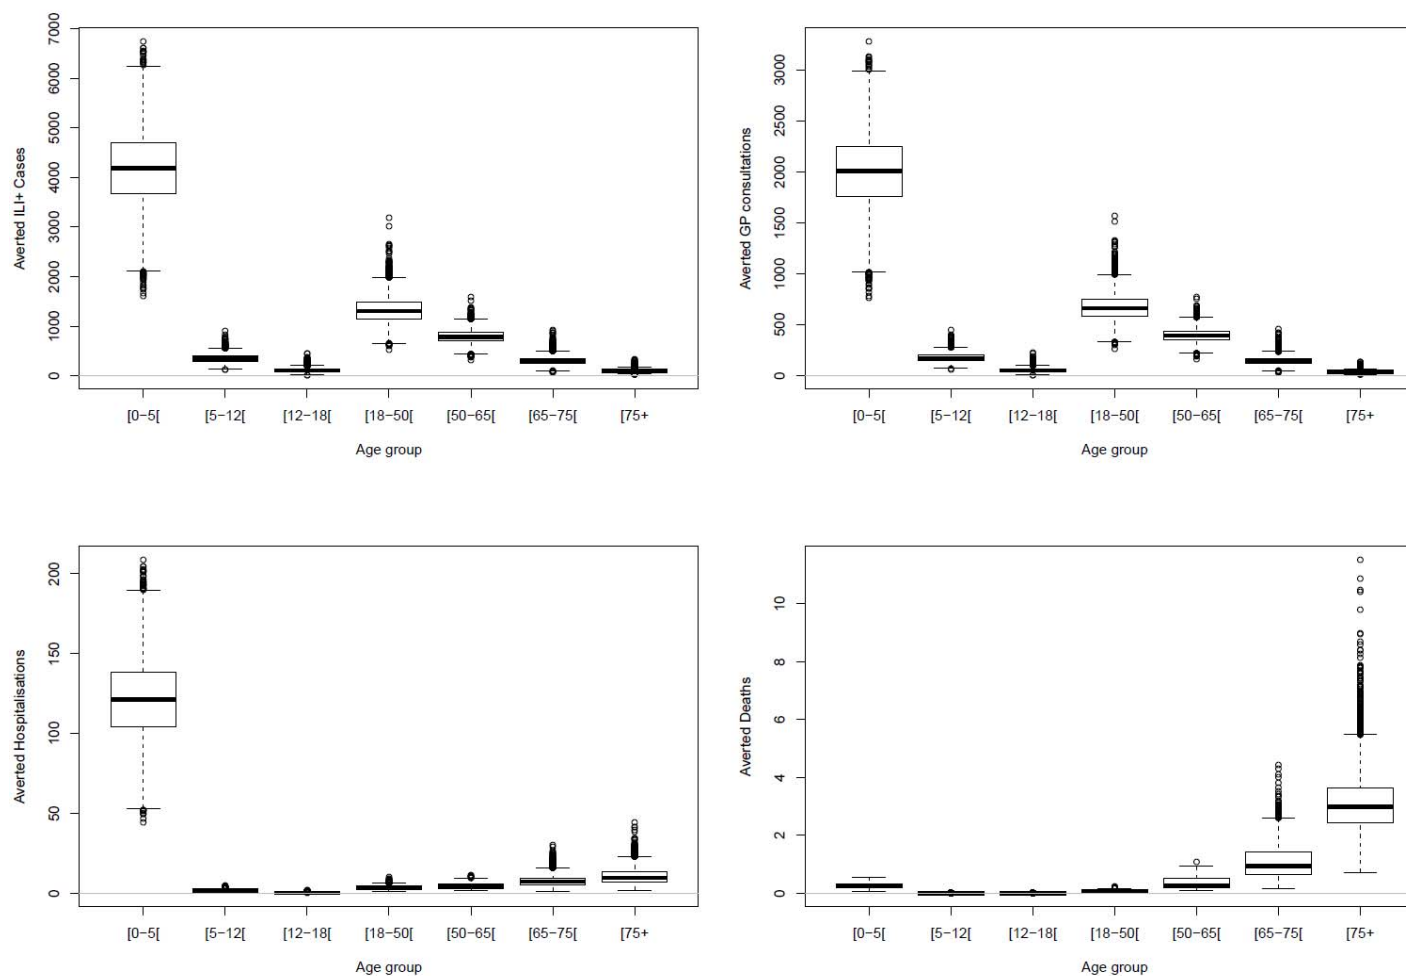 Averted ILI+ Cases
7000
6000
5000
4000
3000
2000
1000
0
[0−5[ [5−12[ [12−18[ [18−50[ [50−65[ [65−75[ [75+
Age group
Averted GP consultations
3000
2500
2000
1500
1000
500
0
[0−5[ [5−12[ [12−18[ [18−50[ [50−65[ [65−75[ [75+
Age group
Averted Hospitalisations
200
150
100
50
0
[0−5[ [5−12[ [12−18[ [18−50[ [50−65[ [65−75[ [75+
Age group
Averted Deaths
10
8
6
4
2
0
[0−5[ [5−12[ [12−18[ [18−50[ [50−65[ [65−75[ [75+
Age group